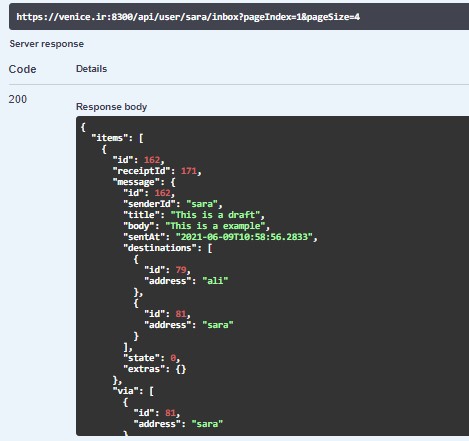 https://venice.ir:8300/api/user/sara/inbox?pageIndex=1&pageSize=4
Server response
Code Details
200
Response body
{
"items": [
{
"id": 162,
"receiptId": 171,
"message": {
"id": 162,
"senderId": "sara",
"title": "This is a draft",
"body": "This is a example",
"sentAt": "2021-06-09T10:58:56.2833",
"destinations": [
{
"id": 79,
"address": "ali"
},
{
"id": 81,
"address": "sara"
}
],
"state": 0,
"extras": {}
},
"via": [
{
"id": 81,
"address": "sara"
}